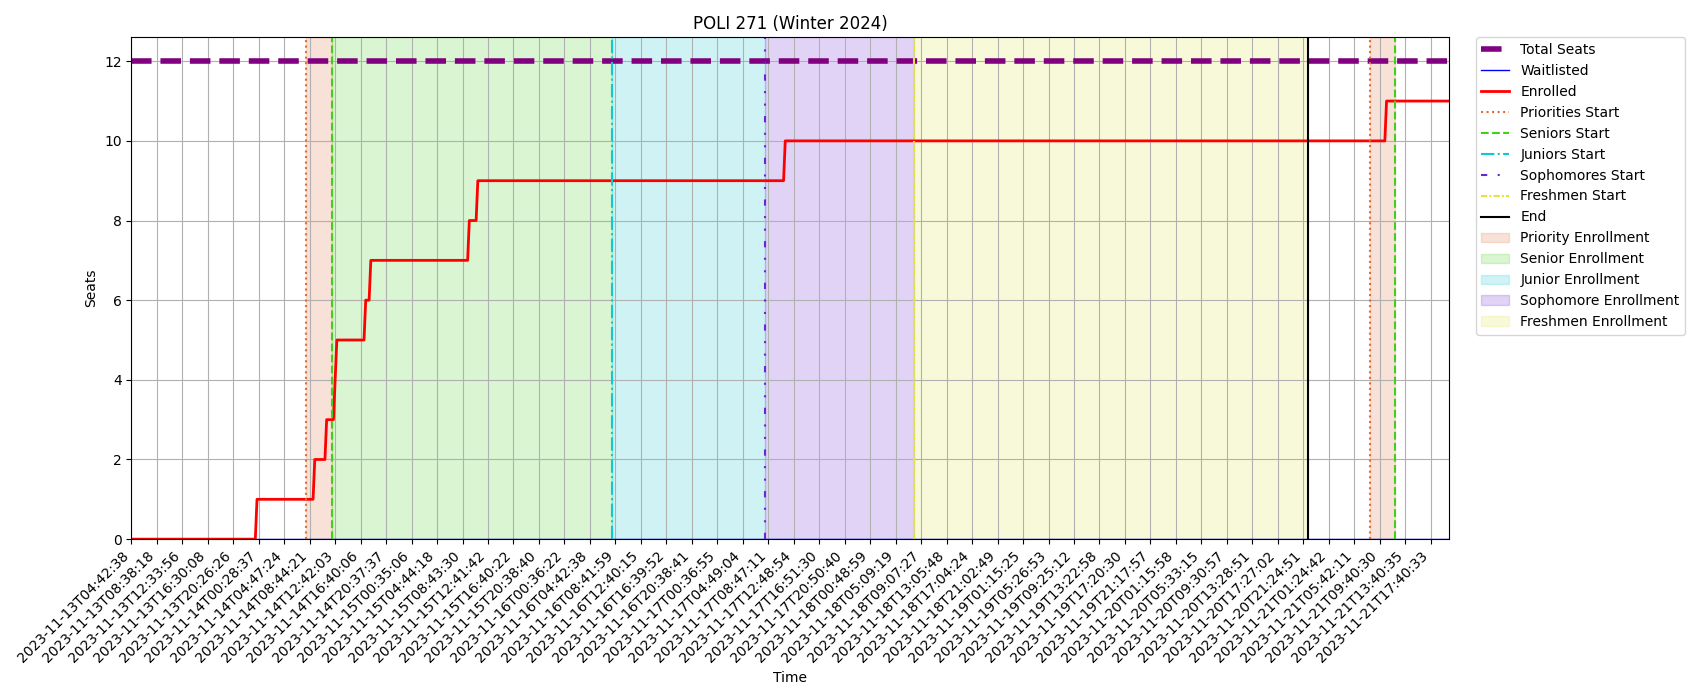 POLI 271 (Winter 2024)
12
10
8
6
4
2
0
Seats
2023-11-13T04:42:38
2023-11-13T08:38:18
2023-11-13T12:33:56
2023-11-13T16:30:08
2023-11-13T20:26:26
2023-11-14T00:28:37
2023-11-14T04:47:24
2023-11-14T08:44:21
2023-11-14T12:42:03
2023-11-14T16:40:06
2023-11-14T20:37:37
2023-11-15T00:35:06
2023-11-15T04:44:18
2023-11-15T08:43:30
2023-11-15T12:41:42
2023-11-15T16:40:22
2023-11-15T20:38:40
2023-11-16T00:36:22
2023-11-16T04:42:38
2023-11-16T08:41:59
2023-11-16T12:40:15
2023-11-16T16:39:52
2023-11-16T20:38:41
2023-11-17T00:36:55
2023-11-17T04:49:04
2023-11-17T08:47:11
2023-11-17T12:48:54
2023-11-17T16:51:30
2023-11-17T20:50:40
2023-11-18T00:48:59
2023-11-18T05:09:19
2023-11-18T09:07:27
2023-11-18T13:05:48
2023-11-18T17:04:24
2023-11-18T21:02:49
2023-11-19T01:15:25
2023-11-19T05:26:53
2023-11-19T09:25:12
2023-11-19T13:22:58
2023-11-19T17:20:30
2023-11-19T21:17:57
2023-11-20T01:15:58
2023-11-20T05:33:15
2023-11-20T09:30:57
2023-11-20T13:28:51
2023-11-20T17:27:02
2023-11-20T21:24:51
2023-11-21T01:24:42
2023-11-21T05:42:11
2023-11-21T09:40:30
2023-11-21T13:40:35
2023-11-21T17:40:33
Time
Total Seats
Waitlisted
Enrolled
Priorities Start
Seniors Start
Juniors Start
Sophomores Start
Freshmen Start
End
Priority Enrollment
Senior Enrollment
Junior Enrollment
Sophomore Enrollment
Freshmen Enrollment